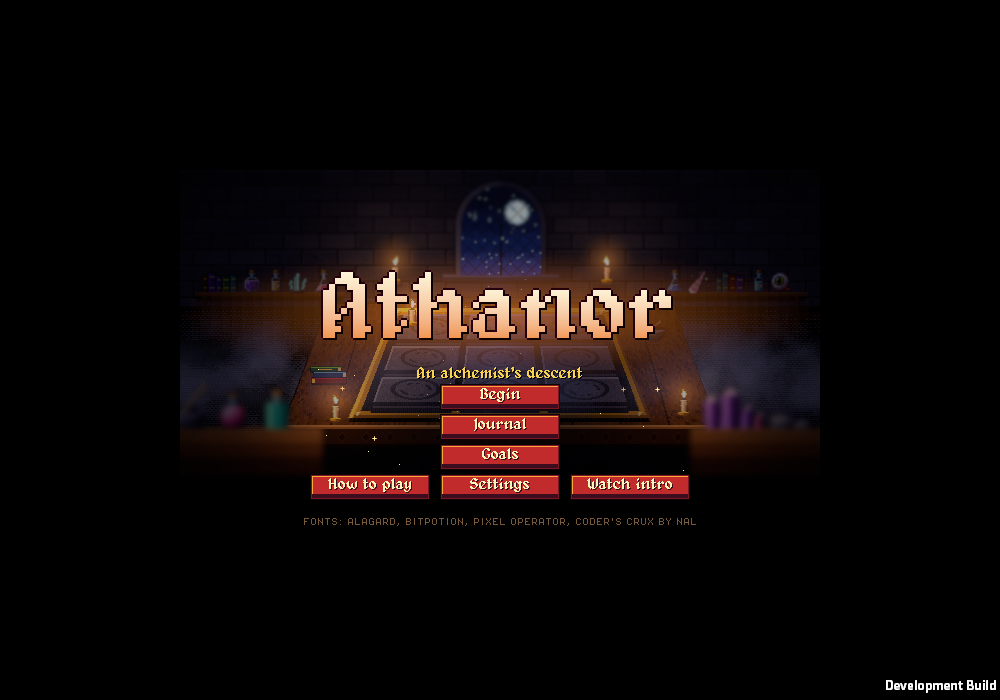 Athanor
An alchemist's descent
Begin
Journal
Goals
How to play
Settings
Watch intro
FONTS: ALAGARD, BITPOTION, PIXEL OPERATOR, CODER'S CRUX BY NAL
Development Build